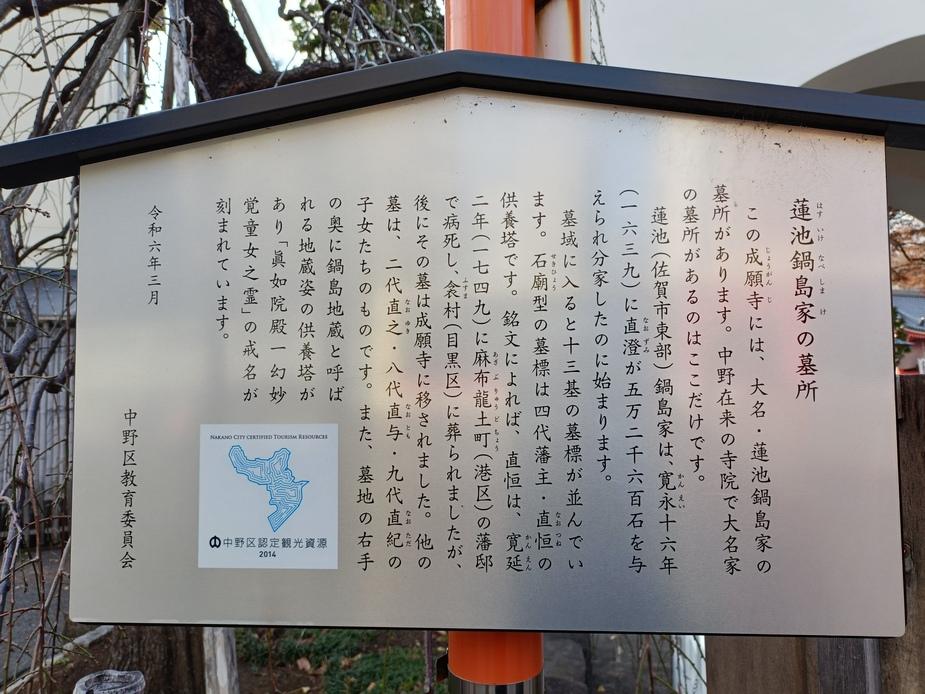 蓮池鍋島家の墓所
この成願寺には、大名・蓮池鍋島家の
墓所があります。中野在来の寺院で大名家
の墓所があるのはここだけです。
蓮池（佐賀市東部）鍋島家は、寛永十六年
（一六三九）に直澄が五万二千六百石を与
えられ分家したのに始まります。
墓域に入ると十三基の墓標が並んでい
ます。石廟型の墓標は四代藩主・直恒の
供養塔です。銘文によれば、直恒は、寛延
二年（一七四九）に麻布龍土町（港区）の藩邸
で病死し、衾村（目黒区）に葬られましたが、
後にその墓は成願寺に移されました。他の
墓は、二代直之・八代直与・九代直紀の
子女たちのものです。また、墓地の右手
の奥に鍋島地蔵と呼ば
れる地蔵姿の供養塔が
あり「眞如院殿一幻妙
覚童女之霊」の戒名が
刻まれています。
令和六年三月
中野区教育委員会
NAKANO CITY CERTIFIED TOURISM RESOURCES
中野区認定観光資源
2014